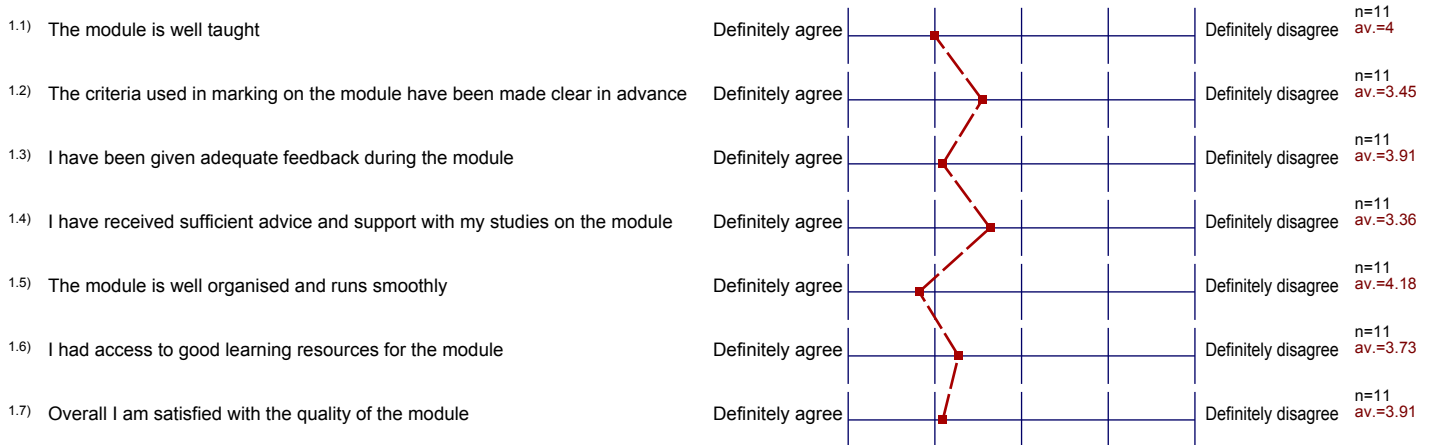 1.1) The module is well taught Definitely agree Definitely disagree n=11 av.=4
1.2) The criteria used in marking on the module have been made clear in advance Definitely agree Definitely disagree n=11 av.=3.45
1.3) I have been given adequate feedback during the module Definitely agree Definitely disagree n=11 av.=3.91
1.4) I have received sufficient advice and support with my studies on the module Definitely agree Definitely disagree n=11 av.=3.36
1.5) The module is well organised and runs smoothly Definitely agree Definitely disagree n=11 av.=4.18
1.6) I had access to good learning resources for the module Definitely agree Definitely disagree n=11 av.=3.73
1.7) Overall I am satisfied with the quality of the module Definitely agree Definitely disagree n=11 av.=3.91